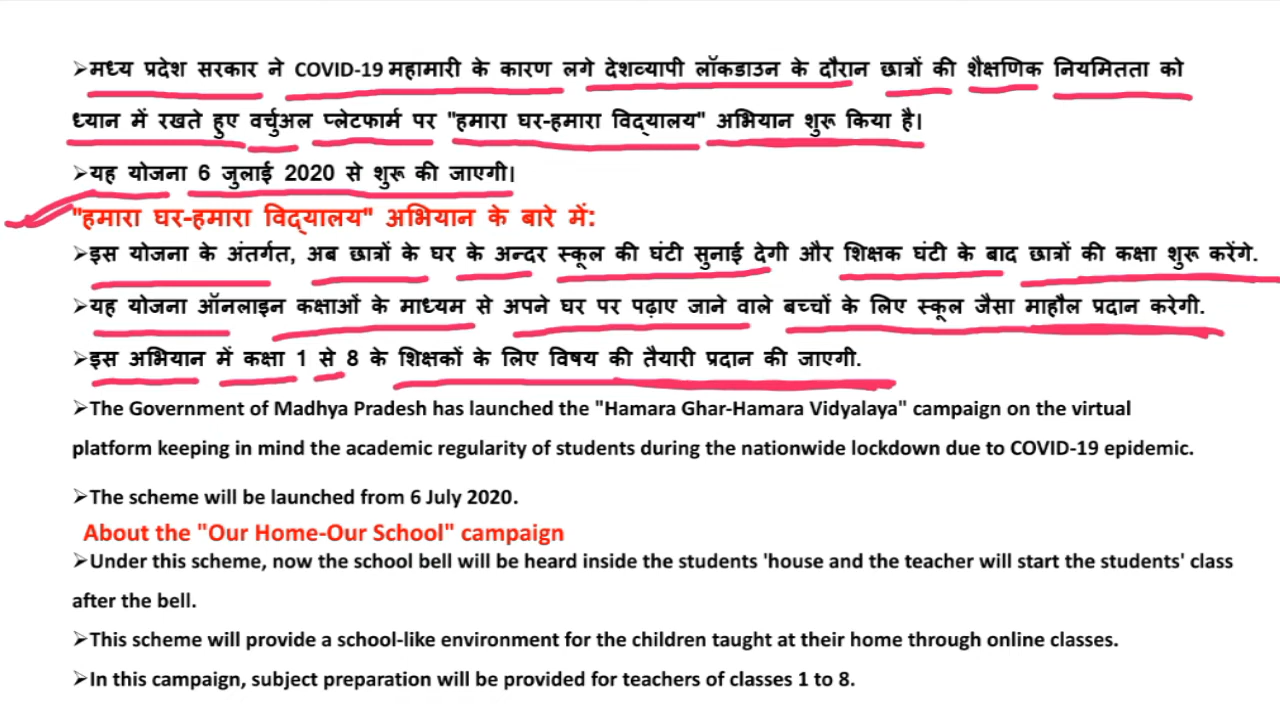 ➢मध्य प्रदेश सरकार ने COVID-19 महामारी के कारण लगे देशव्यापी लॉकडाउन के दौरान छात्रों की शैक्षणिक नियमितता को
ध्यान में रखते हुए वर्चुअल प्लेटफार्म पर "हमारा घर-हमारा विद्यालय" अभियान शुरू किया है।
➢यह योजना 6 जुलाई 2020 से शुरू की जाएगी।
"हमारा घर-हमारा विद्यालय" अभियान के बारे में:
➢इस योजना के अंतर्गत, अब छात्रों के घर के अन्दर स्कूल की घंटी सुनाई देगी और शिक्षक घंटी के बाद छात्रों की कक्षा शुरू करेंगे.
➢यह योजना ऑनलाइन कक्षाओं के माध्यम से अपने घर पर पढ़ाए जाने वाले बच्चों के लिए स्कूल जैसा माहौल प्रदान करेगी.
➢इस अभियान में कक्षा 1 से 8 के शिक्षकों के लिए विषय की तैयारी प्रदान की जाएगी.
➢The Government of Madhya Pradesh has launched the "Hamara Ghar-Hamara Vidyalaya" campaign on the virtual
platform keeping in mind the academic regularity of students during the nationwide lockdown due to COVID-19 epidemic.
➢The scheme will be launched from 6 July 2020.
About the "Our Home-Our School" campaign
➢Under this scheme, now the school bell will be heard inside the students 'house and the teacher will start the students' class
after the bell.
➢This scheme will provide a school-like environment for the children taught at their home through online classes.
➢In this campaign, subject preparation will be provided for teachers of classes 1 to 8.